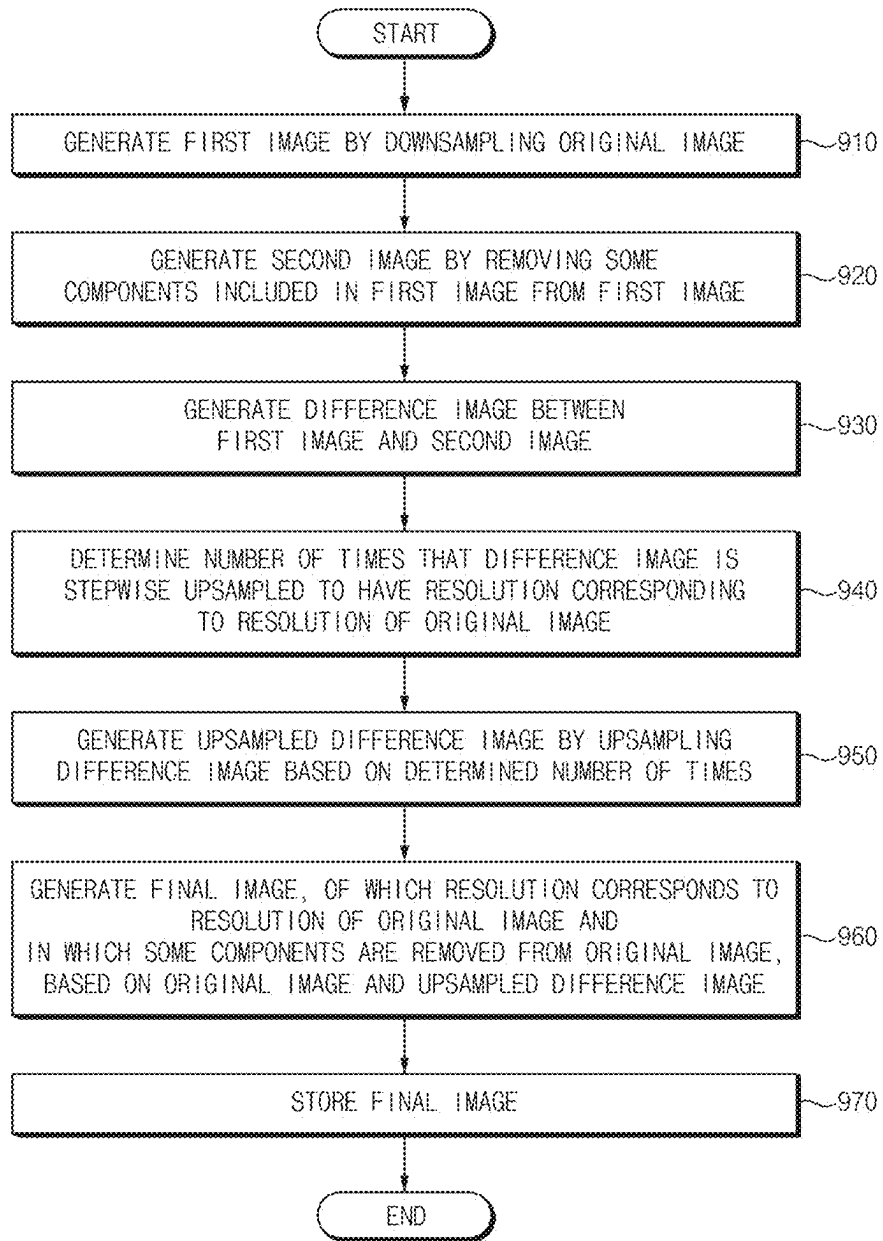 START
GENERATE FIRST IMAGE BY DOWNSAMPLING ORIGINAL IMAGE
910
GENERATE SECOND IMAGE BY REMOVING SOME
COMPONENTS INCLUDED IN FIRST IMAGE FROM FIRST IMAGE
920
GENERATE DIFFERENCE IMAGE BETWEEN
FIRST IMAGE AND SECOND IMAGE
930
DETERMINE NUMBER OF TIMES THAT DIFFERENCE IMAGE IS
STEPWISE UPSAMPLED TO HAVE RESOLUTION CORRESPONDING
TO RESOLUTION OF ORIGINAL IMAGE
940
GENERATE UPSAMPLED DIFFERENCE IMAGE BY UPSAMPLING
DIFFERENCE IMAGE BASED ON DETERMINED NUMBER OF TIMES
950
GENERATE FINAL IMAGE, OF WHICH RESOLUTION CORRESPONDS TO
RESOLUTION OF ORIGINAL IMAGE AND
IN WHICH SOME COMPONENTS ARE REMOVED FROM ORIGINAL IMAGE,
BASED ON ORIGINAL IMAGE AND UPSAMPLED DIFFERENCE IMAGE
960
STORE FINAL IMAGE
970
END